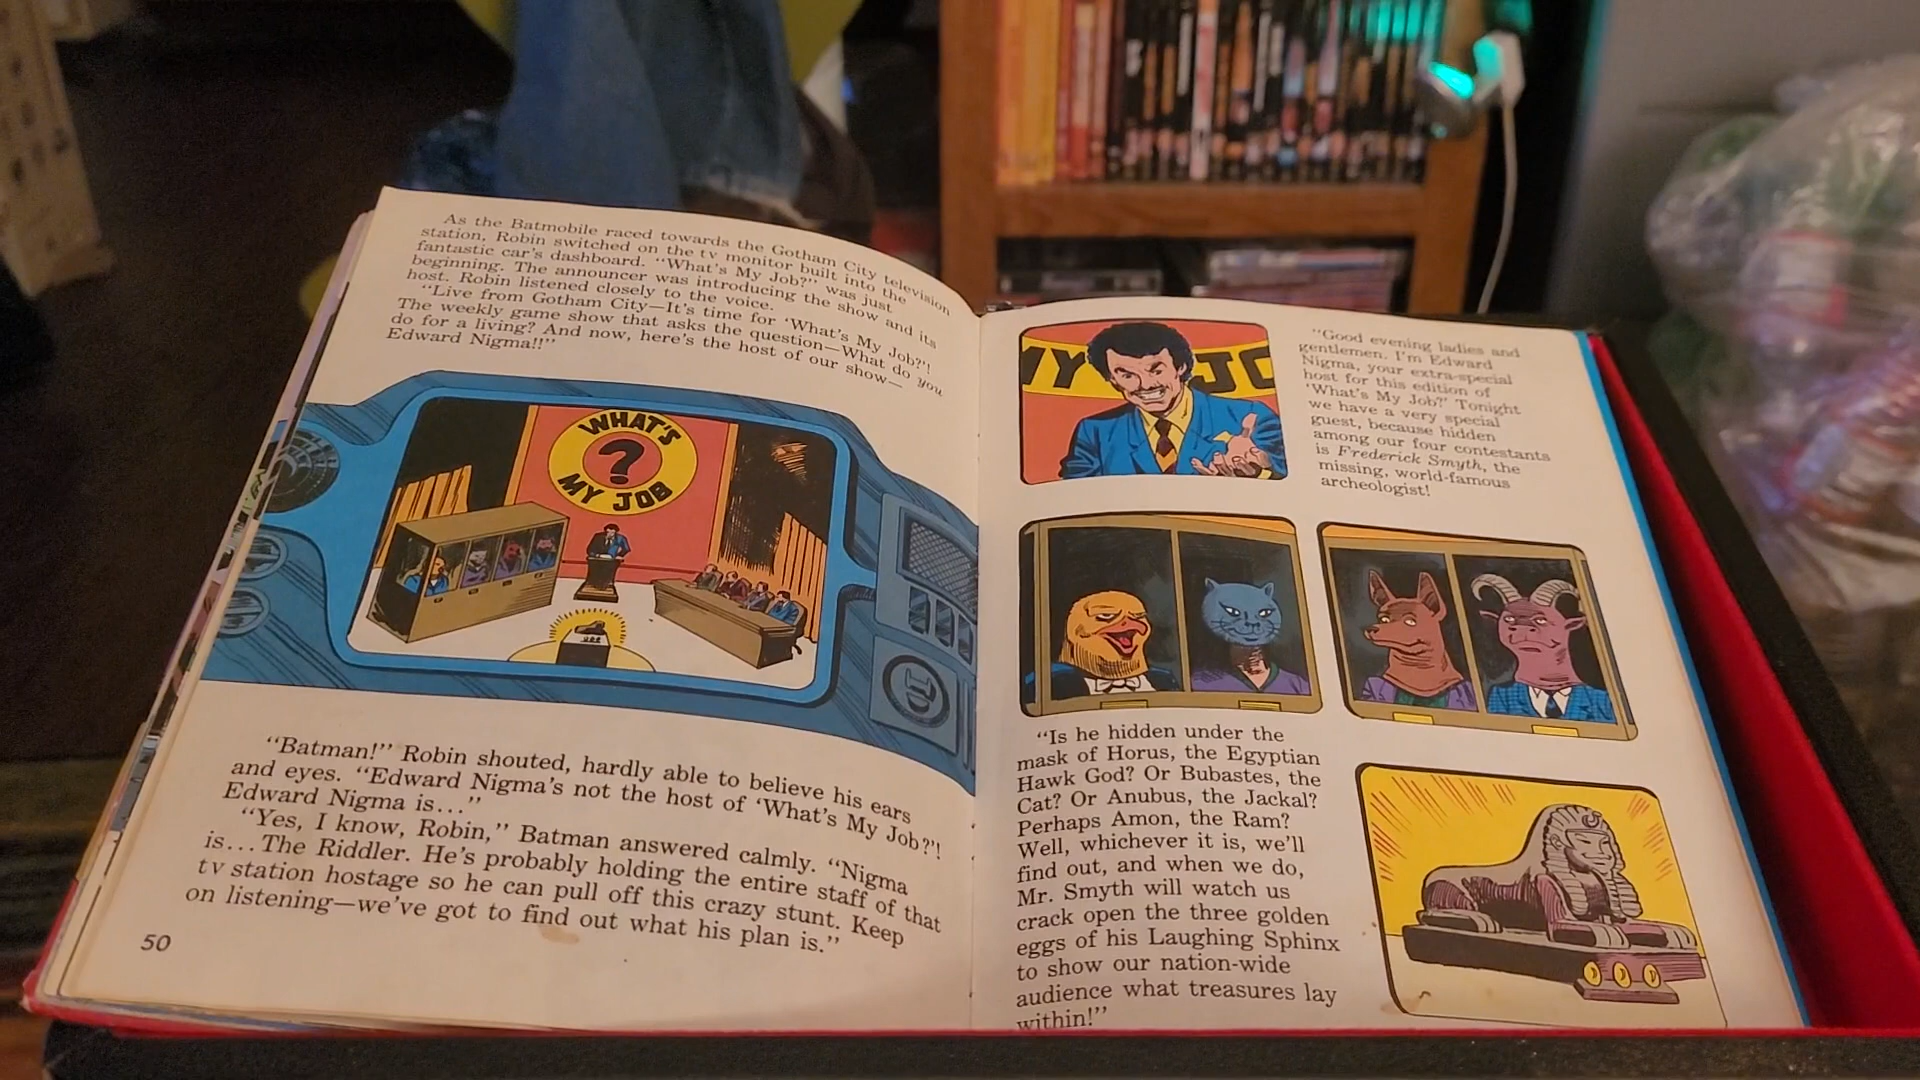 As the Batmobile raced towards the Gotham City television
station, Robin switched on the tv monitor built into the
fantastic car's dashboard. "What's My Job?" was just
beginning. The announcer was introducing the show and its
host. Robin listened closely to the voice.
"Live from Gotham City—It's time for 'What's My Job?'!
The weekly game show that asks the question—What do you
do for a living? And now, here's the host of our show—
Edward Nigma!!"
WHAT'S
?
MY JOB
"Batman!" Robin shouted, hardly able to believe his ears
and eyes. "Edward Nigma's not the host of 'What's My Job?'!
Edward Nigma is..."
"Yes, I know, Robin," Batman answered calmly. "Nigma
is...The Riddler. He's probably holding the entire staff of that
tv station hostage so he can pull off this crazy stunt. Keep
on listening—we've got to find out what his plan is."
50
MY JO
"Good evening ladies and
gentlemen. I'm Edward
Nigma, your extra-special
host for this edition of
'What's My Job?' Tonight
we have a very special
guest, because hidden
among our four contestants
is Frederick Smyth, the
missing, world-famous
archeologist!
"Is he hidden under the
mask of Horus, the Egyptian
Hawk God? Or Bubastes, the
Cat? Or Anubus, the Jackal?
Perhaps Amon, the Ram?
Well, whichever it is, we'll
find out, and when we do,
Mr. Smyth will watch us
crack open the three golden
eggs of his Laughing Sphinx
to show our nation-wide
audience what treasures lay
within!"